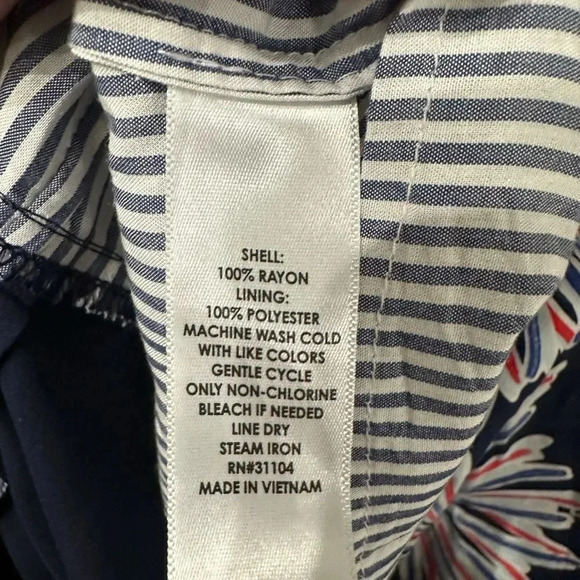 SHELL:
100% RAYON
LINING:
100% POLYESTER
MACHINE WASH COLD
WITH LIKE COLORS
GENTLE CYCLE
ONLY NON-CHLORINE
BLEACH IF NEEDED
LINE DRY
STEAM IRON
RN#31104
MADE IN VIETNAM